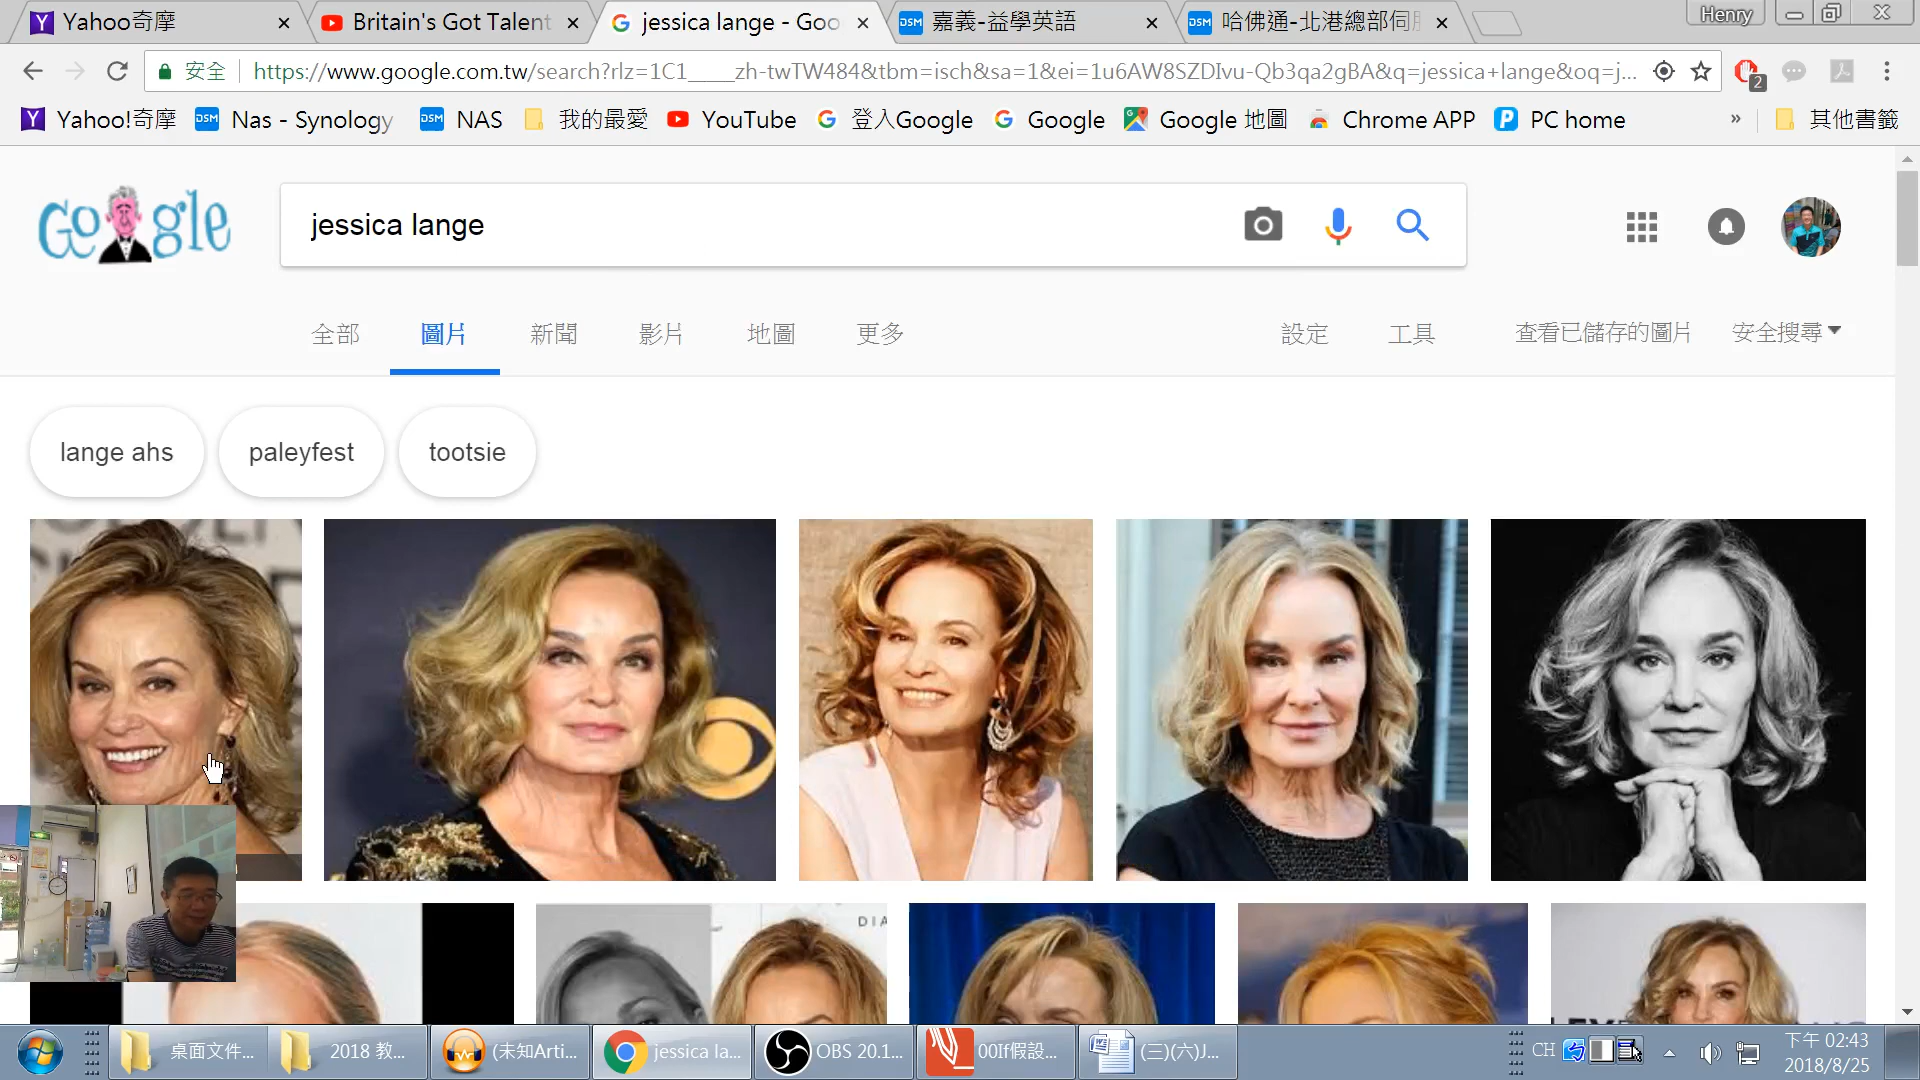 Yahoo奇摩
Britain's Got Talent
jessica lange - Goo
嘉義-益學英語
哈佛通-北港總部伺服
Henry
安全
https://www.google.com.tw/search?rlz=1C1_____zh-twTW484&tbm=isch&sa=1&ei=1u6AW8SZDIvu-Qb3qa2gBA&q=jessica+lange&oq=j...
2
Yahoo!奇摩
DSM
Nas - Synology
DSM
NAS
我的最愛
YouTube
登入Google
Google
Google 地圖
Chrome APP
PC home
»
其他書籤
Google
jessica lange
全部
圖片
新聞
影片
地圖
更多
設定
工具
查看已儲存的圖片
安全搜尋
lange ahs
paleyfest
tootsie
DIA
桌面文件...
2018 教...
(未知Arti...
jessica la...
OBS 20.1...
00If假設...
(三)(六)J...
CH
下午 02:43
2018/8/25